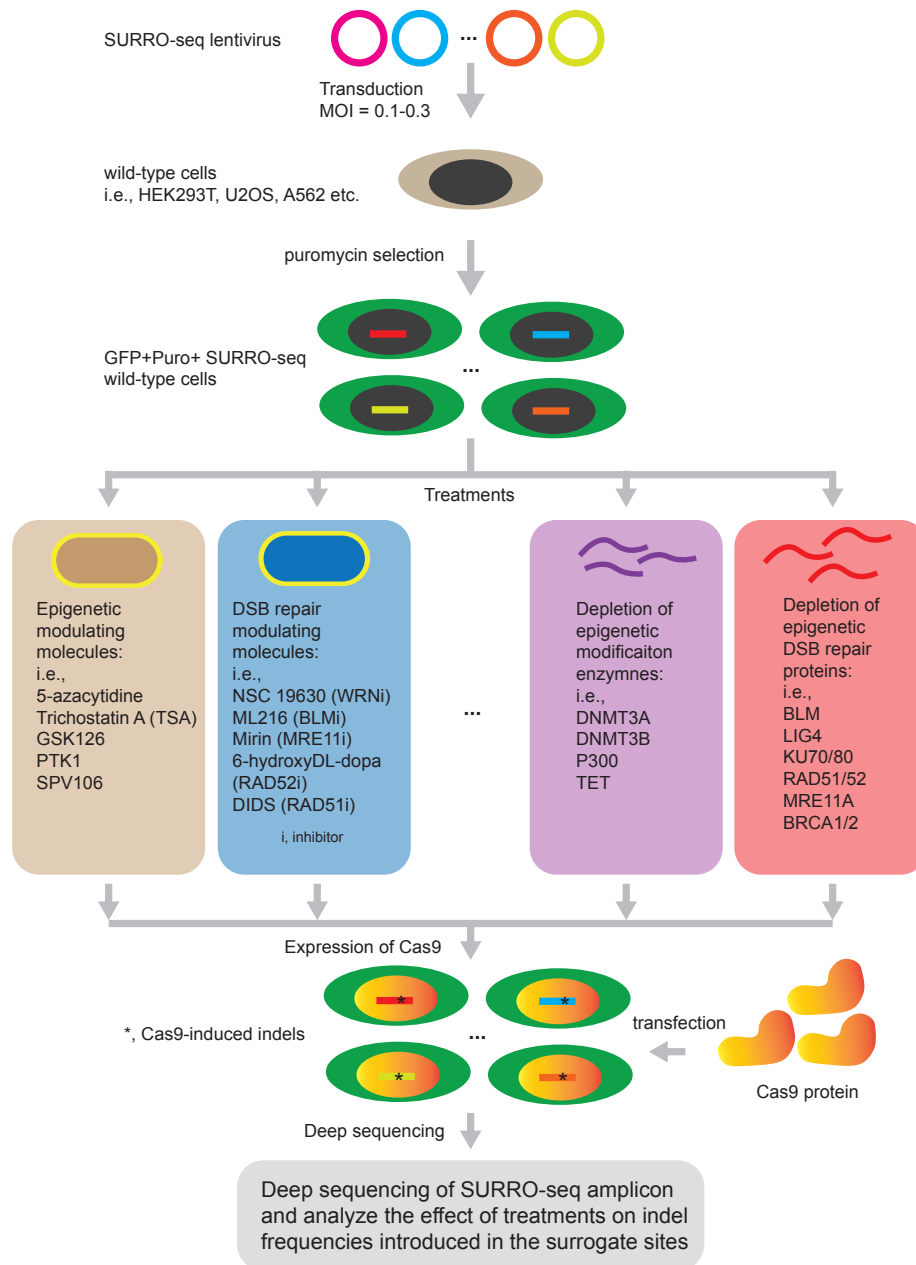 SURRO-seq lentivirus
...
Transduction
MOI = 0.1-0.3
wild-type cells
i.e., HEK293T, U2OS, A562 etc.
puromycin selection
GFP+Puro+ SURRO-seq
wild-type cells
...
Treatments
Epigenetic
modulating
molecules:
i.e.,
5-azacytidine
Trichostatin A (TSA)
GSK126
PTK1
SPV106
DSB repair
modulating
molecules:
i.e.,
NSC 19630 (WRNi)
ML216 (BLMi)
Mirin (MRE11i)
6-hydroxyDL-dopa
(RAD52i)
DIDS (RAD51i)
i, inhibitor
...
Depletion of
epigenetic
modificaiton
enzymnes:
i.e.,
DNMT3A
DNMT3B
P300
TET
Depletion of
epigenetic
DSB repair
proteins:
i.e.,
BLM
LIG4
KU70/80
RAD51/52
MRE11A
BRCA1/2
Expression of Cas9
*, Cas9-induced indels
* *
...
* *
transfection
Cas9 protein
Deep sequencing
Deep sequencing of SURRO-seq amplicon
and analyze the effect of treatments on indel
frequencies introduced in the surrogate sites